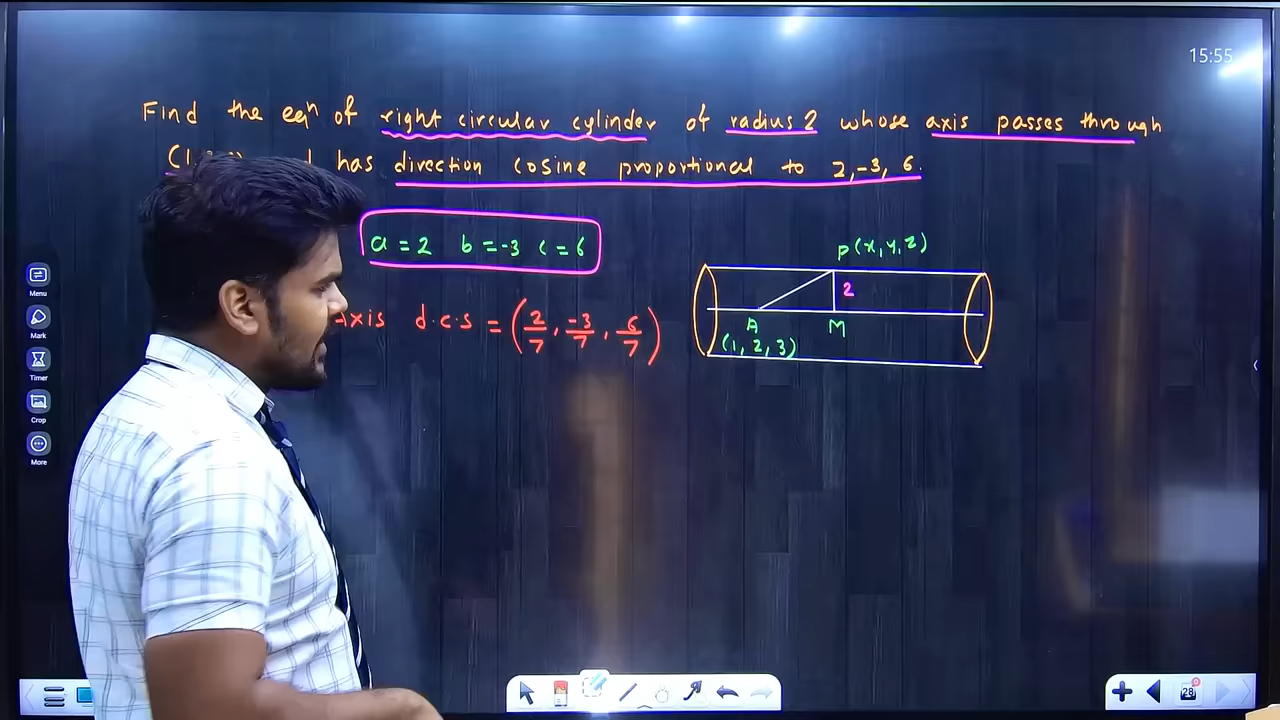 15:55
Find the eqⁿ of right circular cylinder of radius 2 whose axis passes through
has direction cosine proportional to 2,-3, 6.
a = 2 b = -3 c = 6
P(x, y, z)
2
Axis d.c.s = (2/7, -3/7, 6/7)
A M
(1, 2, 3)
Menu
Mark
Timer
Crop
More
28